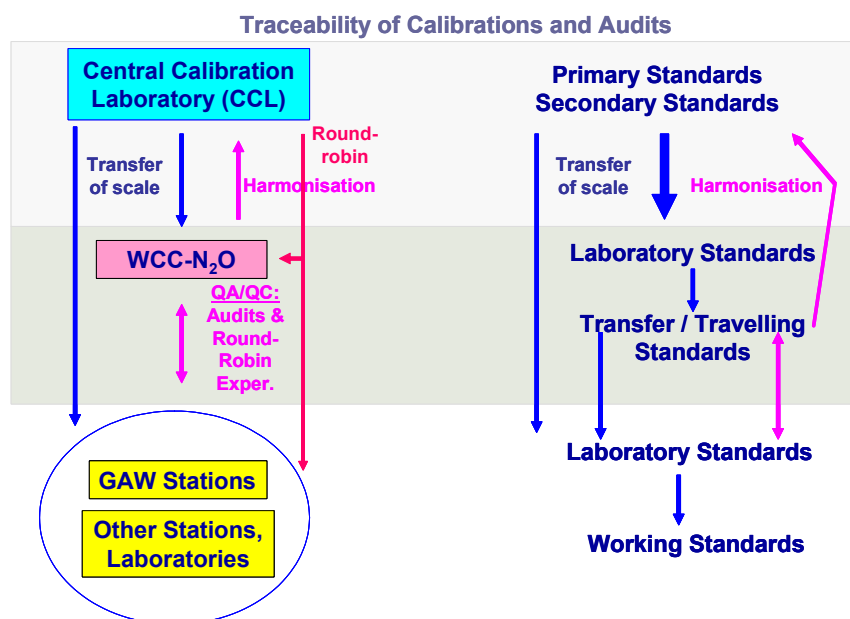 Traceability of Calibrations and Audits
Central Calibration
Laboratory (CCL)
Round-
robin
Transfer
of scale
Harmonisation
WCC-N₂O
QA/QC:
Audits &
Round-
Robin
Exper.
GAW Stations
Other Stations,
Laboratories
Primary Standards
Secondary Standards
Transfer
of scale
Harmonisation
Laboratory Standards
Transfer / Travelling
Standards
Laboratory Standards
Working Standards